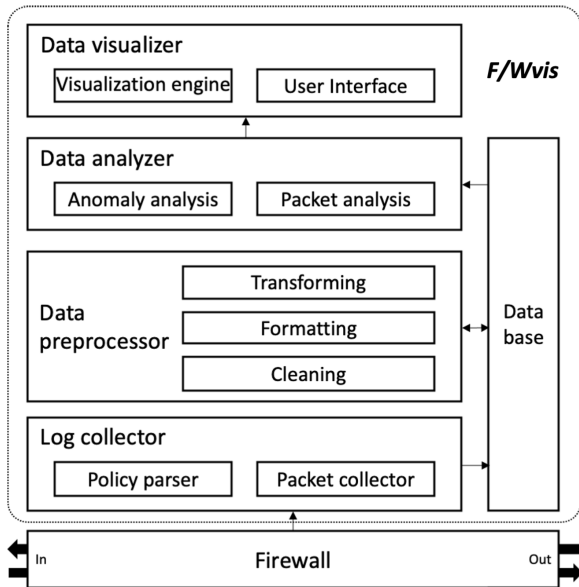 Data visualizer
F/Wvis
Visualization engine
User Interface
Data analyzer
Anomaly analysis
Packet analysis
Data
preprocessor
Transforming
Formatting
Cleaning
Data
base
Log collector
Policy parser
Packet collector
In
Firewall
Out